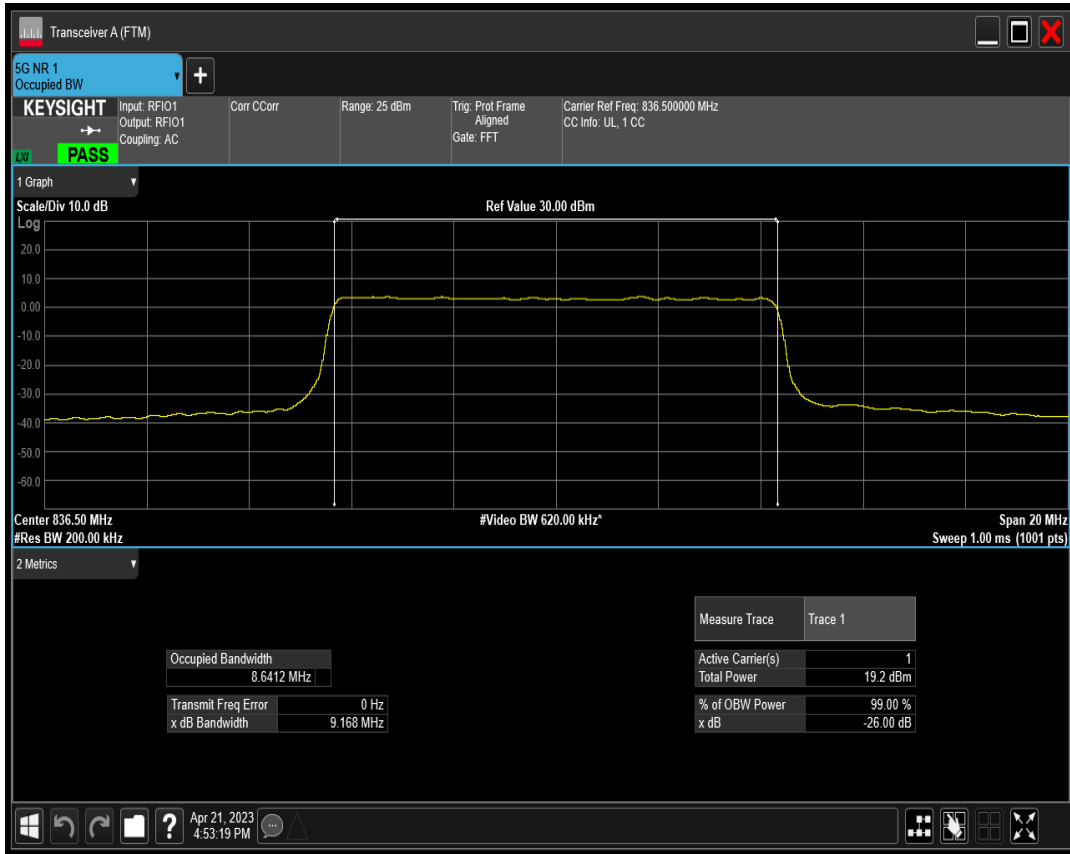 Transceiver A (FTM)
5G NR 1
Occupied BW
+
KEYSIGHT
LXI
PASS
Input: RFIO1
Output: RFIO1
Coupling: AC
Corr CCorr
Range: 25 dBm
Trig: Prot Frame
Aligned
Gate: FFT
Carrier Ref Freq: 836.500000 MHz
CC Info: UL, 1 CC
1 Graph
Scale/Div 10.0 dB
Ref Value 30.00 dBm
Log
20.0
10.0
0.00
-10.0
-20.0
-30.0
-40.0
-50.0
-60.0
Center 836.50 MHz
#Video BW 620.00 kHz*
Span 20 MHz
#Res BW 200.00 kHz
Sweep 1.00 ms (1001 pts)
2 Metrics
Measure Trace Trace 1
Occupied Bandwidth
8.6412 MHz
Active Carrier(s) 1
Total Power 19.2 dBm
Transmit Freq Error 0 Hz
x dB Bandwidth 9.168 MHz
% of OBW Power 99.00 %
x dB -26.00 dB
?
Apr 21, 2023
4:53:19 PM